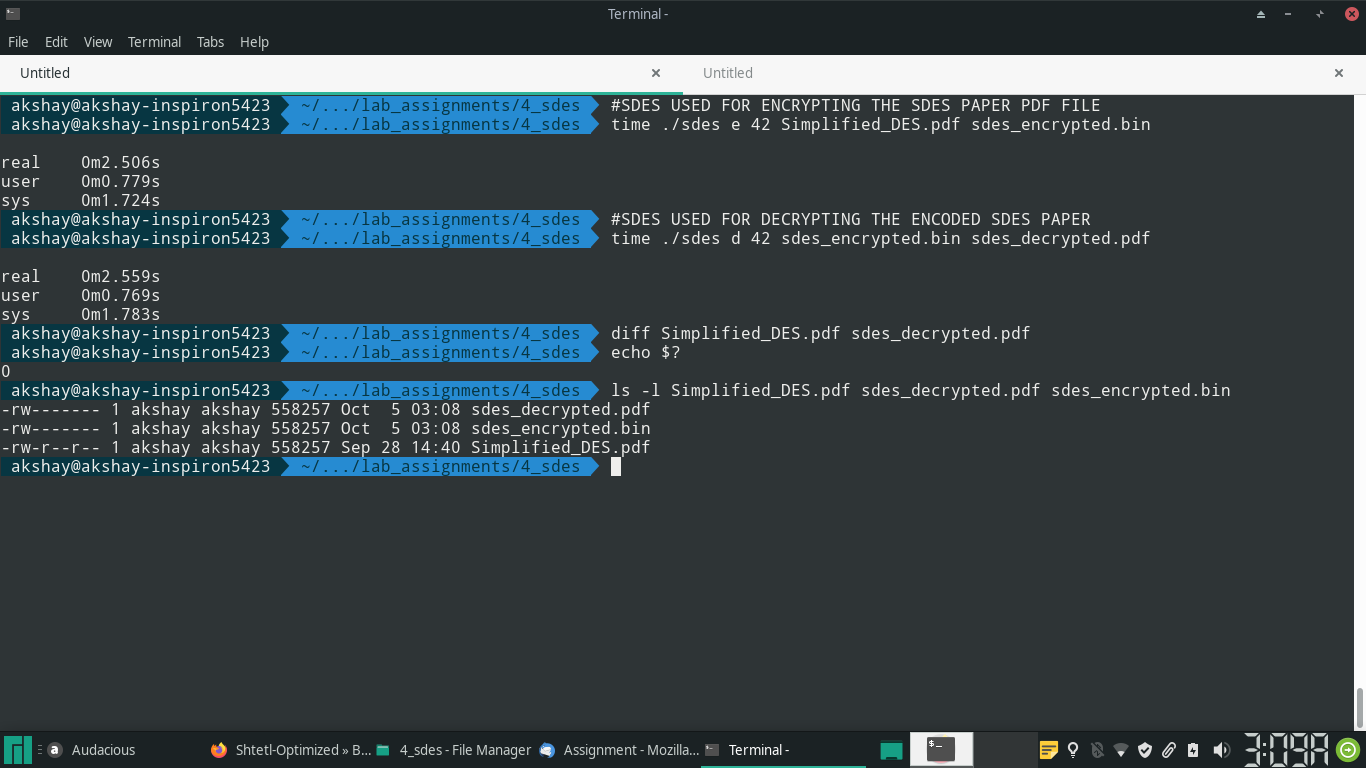 Terminal -
File Edit View Terminal Tabs Help
Untitled Untitled
akshay@akshay-inspiron5423 ~/.../lab_assignments/4_sdes #SDES USED FOR ENCRYPTING THE SDES PAPER PDF FILE
akshay@akshay-inspiron5423 ~/.../lab_assignments/4_sdes time ./sdes e 42 Simplified_DES.pdf sdes_encrypted.bin
real 0m2.506s
user 0m0.779s
sys 0m1.724s
akshay@akshay-inspiron5423 ~/.../lab_assignments/4_sdes #SDES USED FOR DECRYPTING THE ENCODED SDES PAPER
akshay@akshay-inspiron5423 ~/.../lab_assignments/4_sdes time ./sdes d 42 sdes_encrypted.bin sdes_decrypted.pdf
real 0m2.559s
user 0m0.769s
sys 0m1.783s
akshay@akshay-inspiron5423 ~/.../lab_assignments/4_sdes diff Simplified_DES.pdf sdes_decrypted.pdf
akshay@akshay-inspiron5423 ~/.../lab_assignments/4_sdes echo $?
0
akshay@akshay-inspiron5423 ~/.../lab_assignments/4_sdes ls -l Simplified_DES.pdf sdes_decrypted.pdf sdes_encrypted.bin
-rw------- 1 akshay akshay 558257 Oct  5 03:08 sdes_decrypted.pdf
-rw------- 1 akshay akshay 558257 Oct  5 03:08 sdes_encrypted.bin
-rw-r--r-- 1 akshay akshay 558257 Sep 28 14:40 Simplified_DES.pdf
akshay@akshay-inspiron5423 ~/.../lab_assignments/4_sdes
Audacious Shtetl-Optimized » B... 4_sdes - File Manager Assignment - Mozilla... Terminal - 3:09A